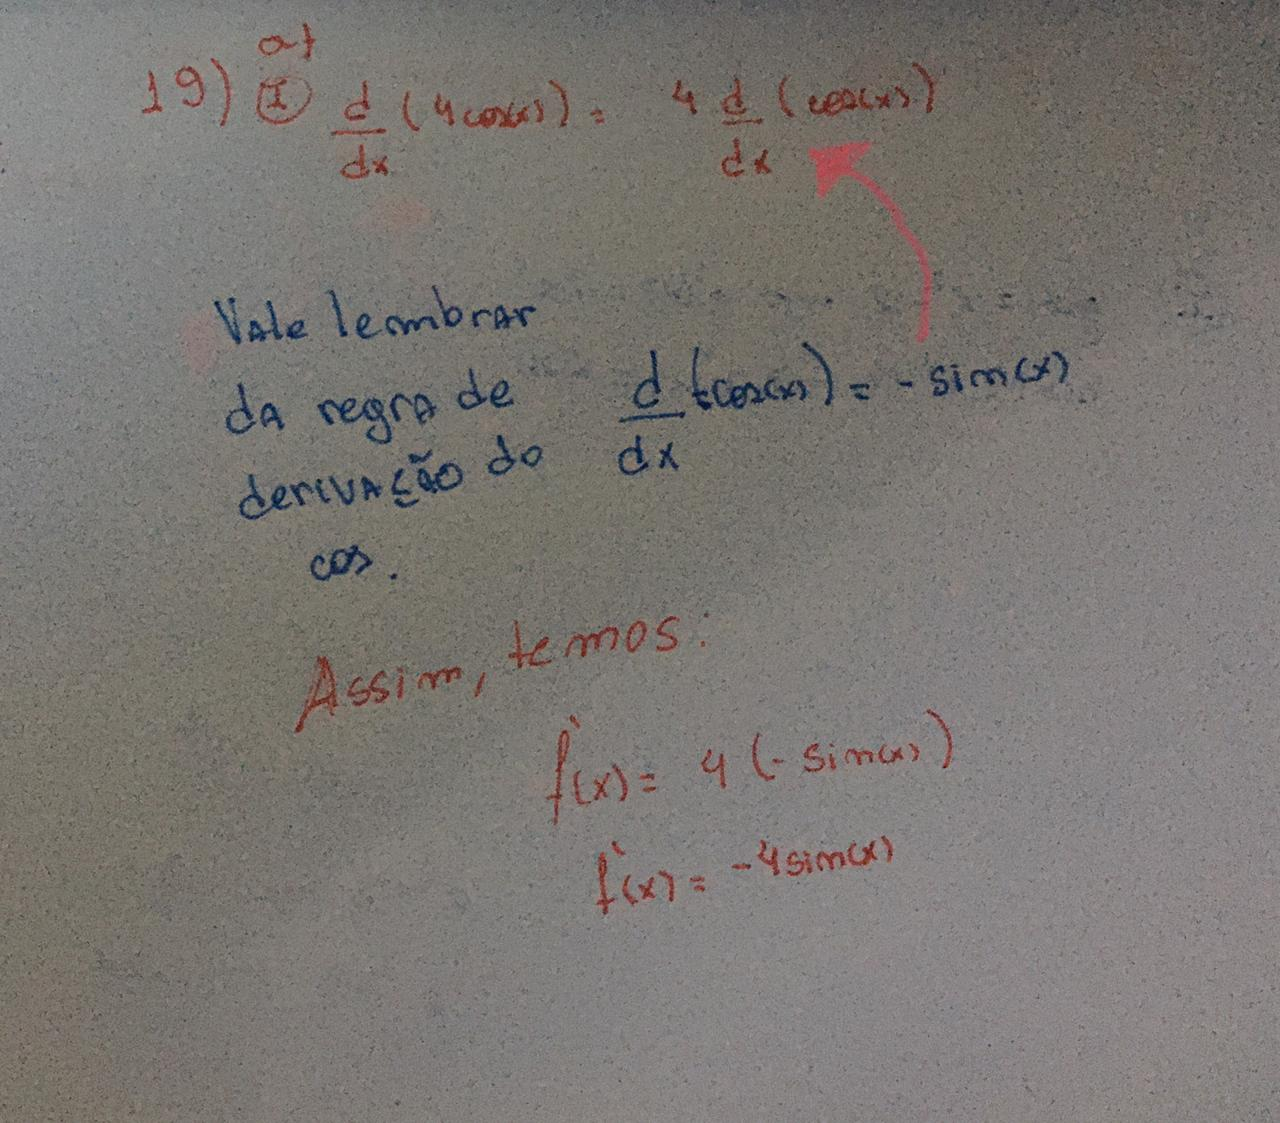 a)
19) I d/dx (4cos(x)) = 4 d/dx (cos(x))
Vale lembrar
da regra de d/dx (cos(x)) = - sin(x)
derivação do
cos.
Assim, temos:
f'(x) = 4 (- sin(x))
f'(x) = -4sin(x)